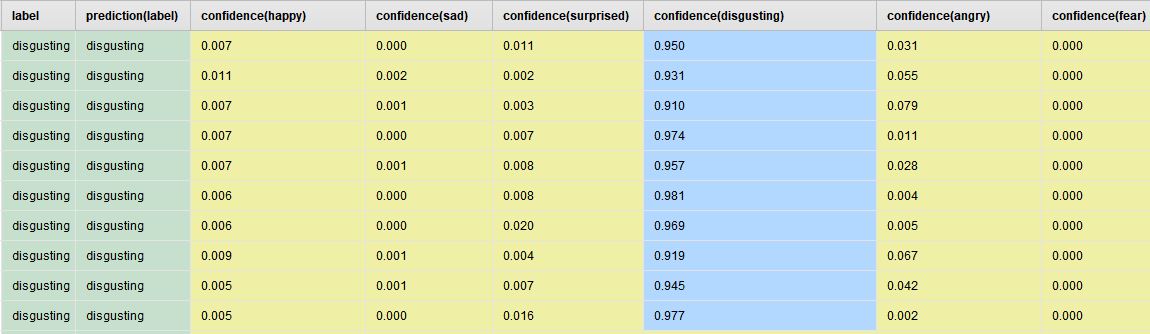 label prediction(label) confidence(happy) confidence(sad) confidence(surprised) confidence(disgusting) confidence(angry) confidence(fear)
disgusting disgusting 0.007 0.000 0.011 0.950 0.031 0.000
disgusting disgusting 0.011 0.002 0.002 0.931 0.055 0.000
disgusting disgusting 0.007 0.001 0.003 0.910 0.079 0.000
disgusting disgusting 0.007 0.000 0.007 0.974 0.011 0.000
disgusting disgusting 0.007 0.001 0.008 0.957 0.028 0.000
disgusting disgusting 0.006 0.000 0.008 0.981 0.004 0.000
disgusting disgusting 0.006 0.000 0.020 0.969 0.005 0.000
disgusting disgusting 0.009 0.001 0.004 0.919 0.067 0.000
disgusting disgusting 0.005 0.001 0.007 0.945 0.042 0.000
disgusting disgusting 0.005 0.000 0.016 0.977 0.002 0.000